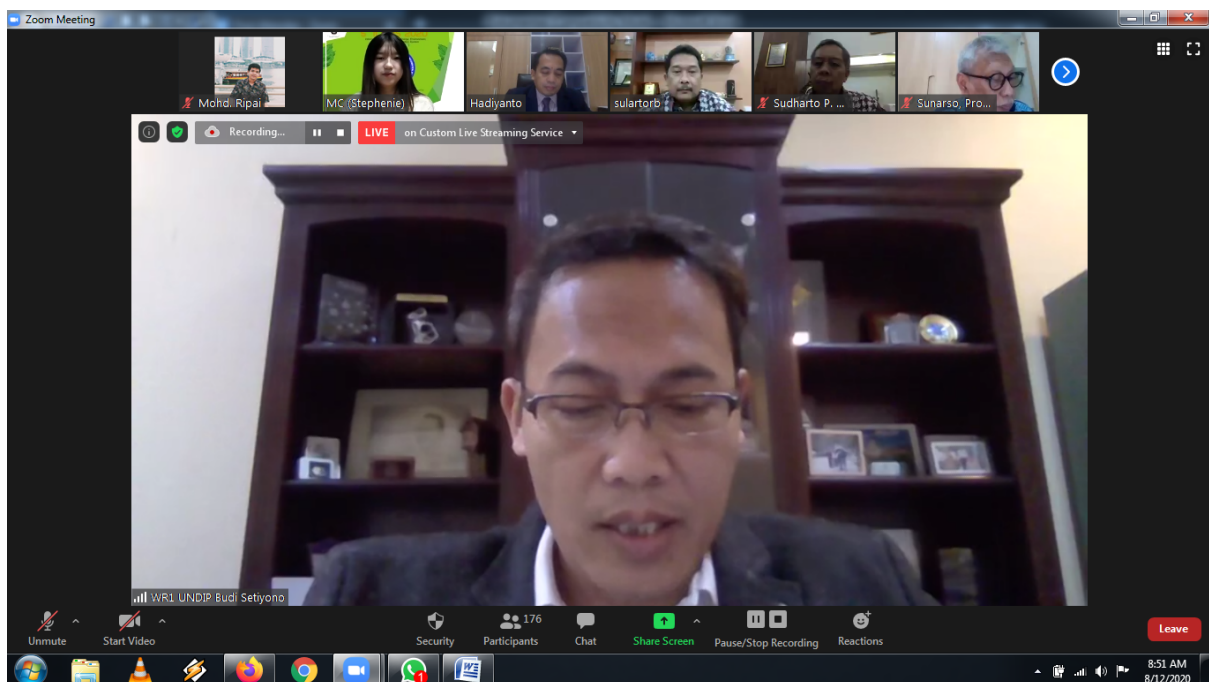 Zoom Meeting
Mohd. Ripai
MC (Stephenie)
Hadiyanto
sulartorb
Sudharto P. ...
Sunarso, Pro...
Recording...
LIVE on Custom Live Streaming Service
WR1 UNDIP Budi Setiyono
Unmute
Start Video
Security
Participants
176
Chat
Share Screen
Pause/Stop Recording
Reactions
Leave
1
8:51 AM
8/12/2020